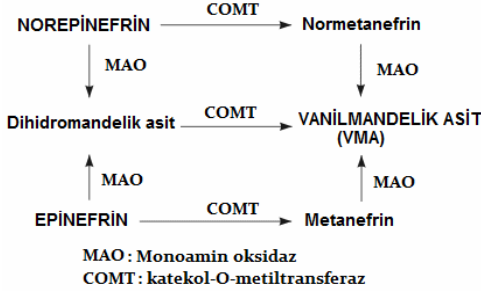 COMT
NOREPİNEFRİN Normetanefrin
MAO MAO
Dihidromandelik asit COMT VANİLMANDELİK ASİT
(VMA)
MAO MAO
EPİNEFRİN COMT Metanefrin
MAO : Monoamin oksidaz
COMT : katekol-O-metiltransferaz